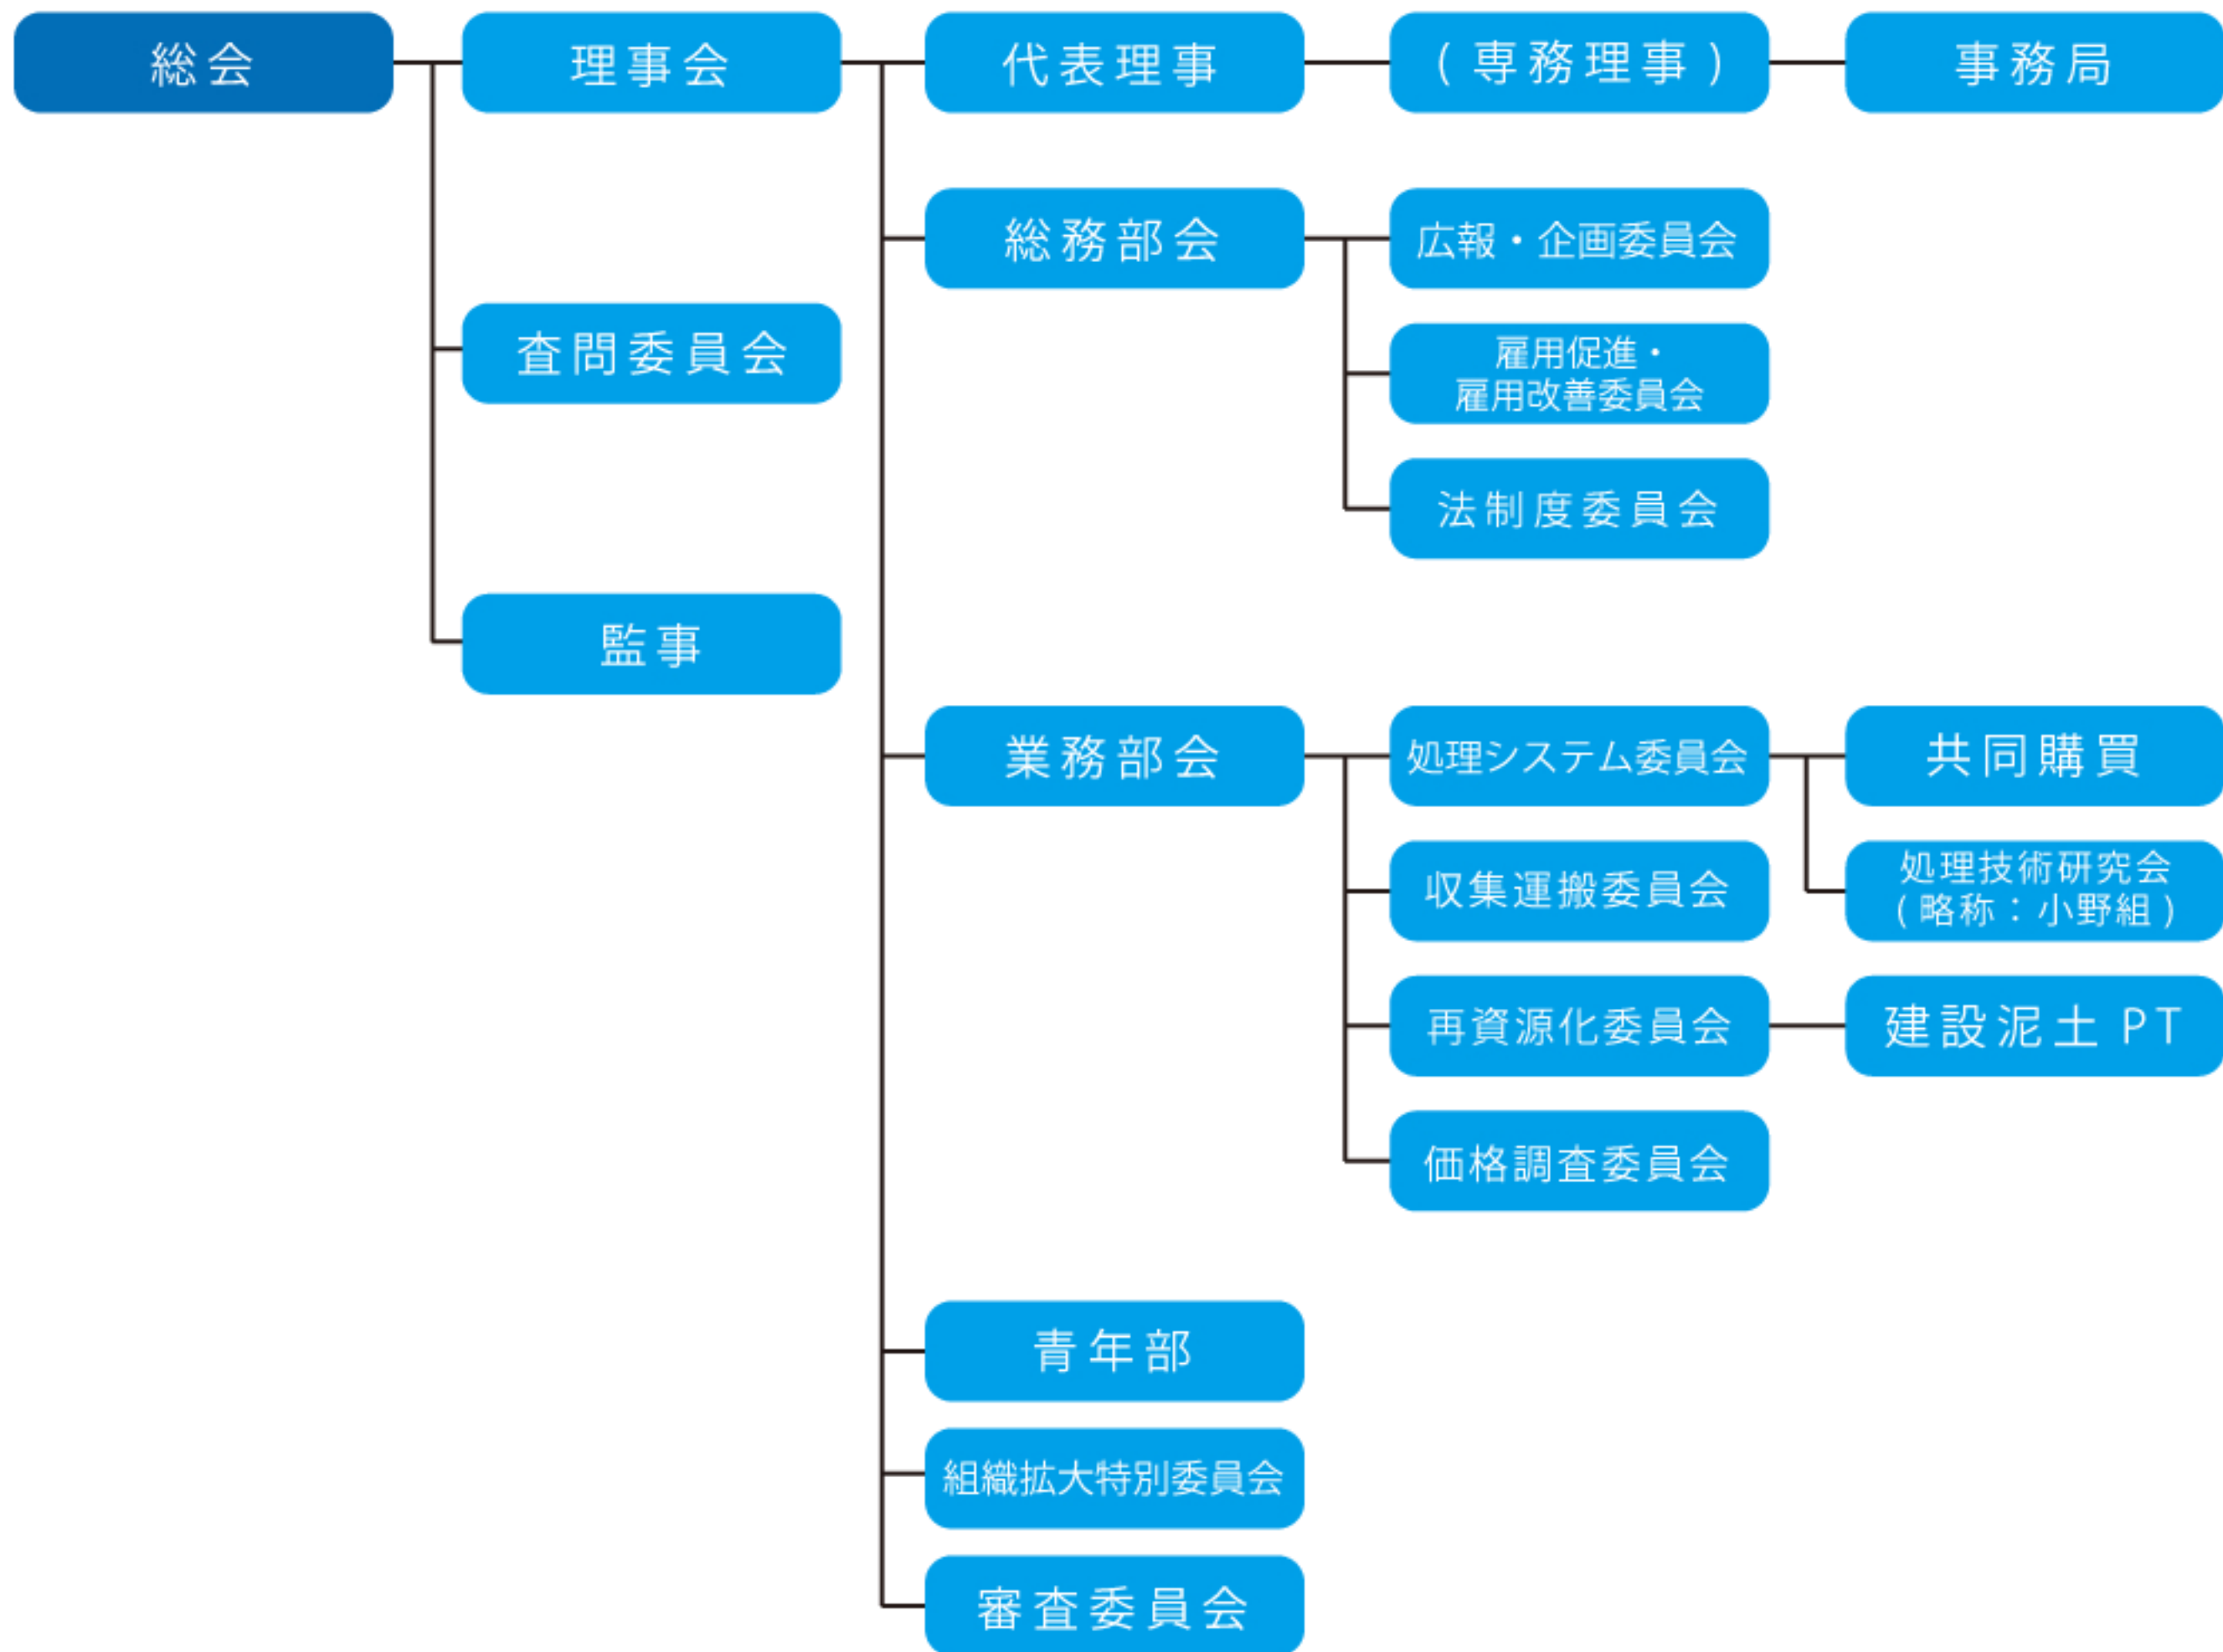 総会
理事会
代表理事
(専務理事)
事務局
総務部会
広報・企画委員会
査問委員会
雇用促進・
雇用改善委員会
法制度委員会
監事
業務部会
処理システム委員会
共同購買
収集運搬委員会
処理技術研究会
(略称：小野組)
再資源化委員会
建設泥土 PT
価格調査委員会
青年部
組織拡大特別委員会
審査委員会